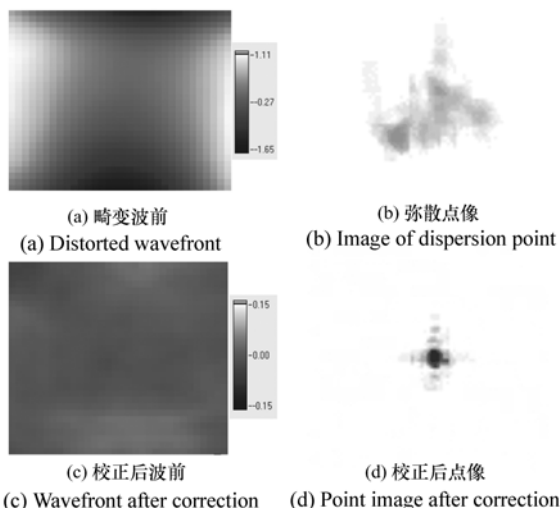 -1.11
-0.27
-1.65
(a) 畸变波前
(a) Distorted wavefront
(b) 弥散点像
(b) Image of dispersion point
-0.15
-0.00
-0.15
(c) 校正后波前
(c) Wavefront after correction
(d) 校正后点像
(d) Point image after correction